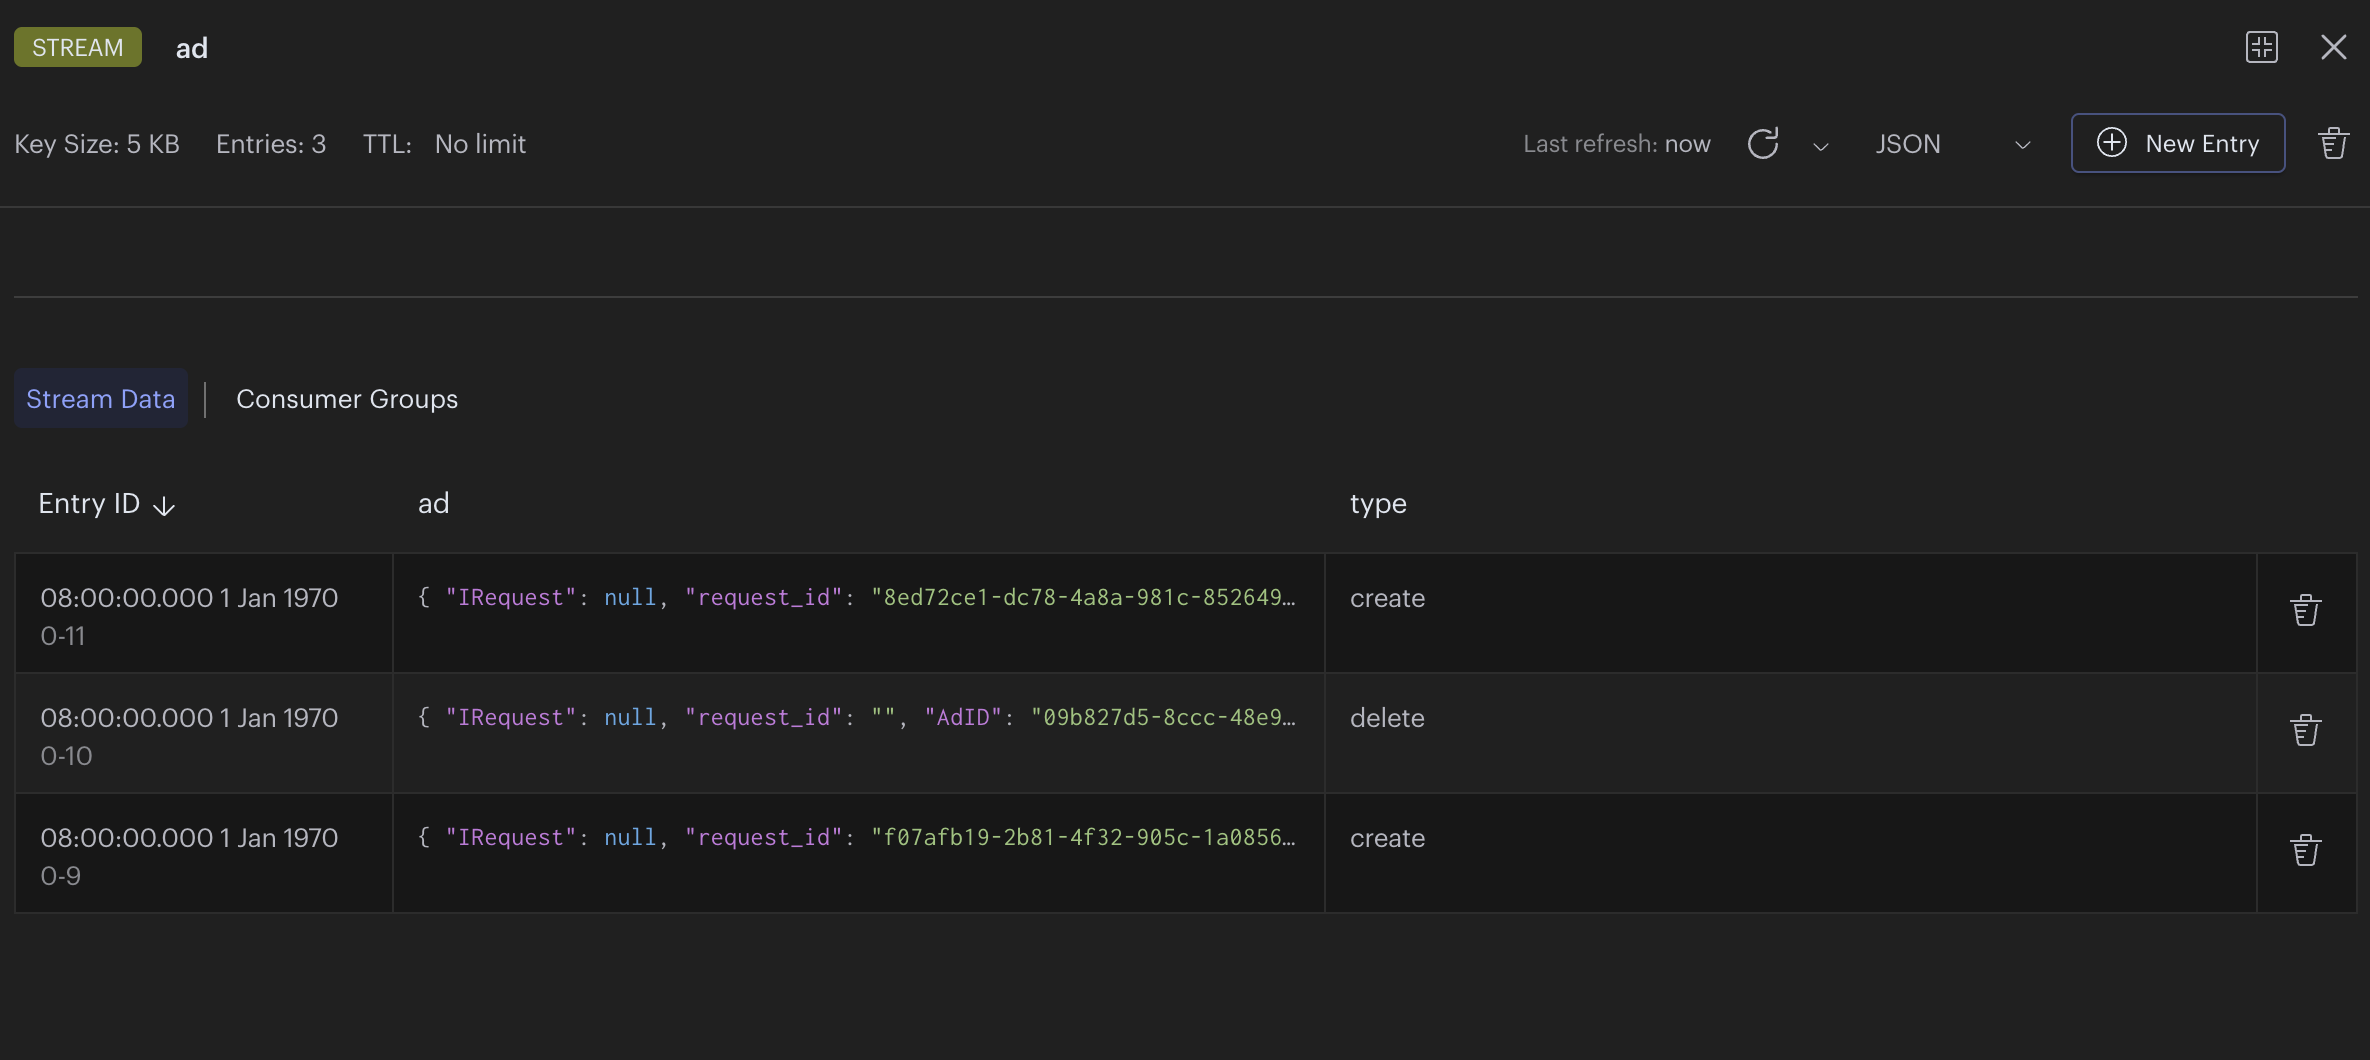 STREAM ad
Key Size: 5 KB Entries: 3 TTL: No limit Last refresh: now JSON New Entry
Stream Data Consumer Groups
Entry ID ad type
08:00:00.000 1 Jan 1970 { "IRequest": null, "request_id": "8ed72ce1-dc78-4a8a-981c-852649… create
0-11
08:00:00.000 1 Jan 1970 { "IRequest": null, "request_id": "", "AdID": "09b827d5-8ccc-48e9… delete
0-10
08:00:00.000 1 Jan 1970 { "IRequest": null, "request_id": "f07afb19-2b81-4f32-905c-1a0856… create
0-9